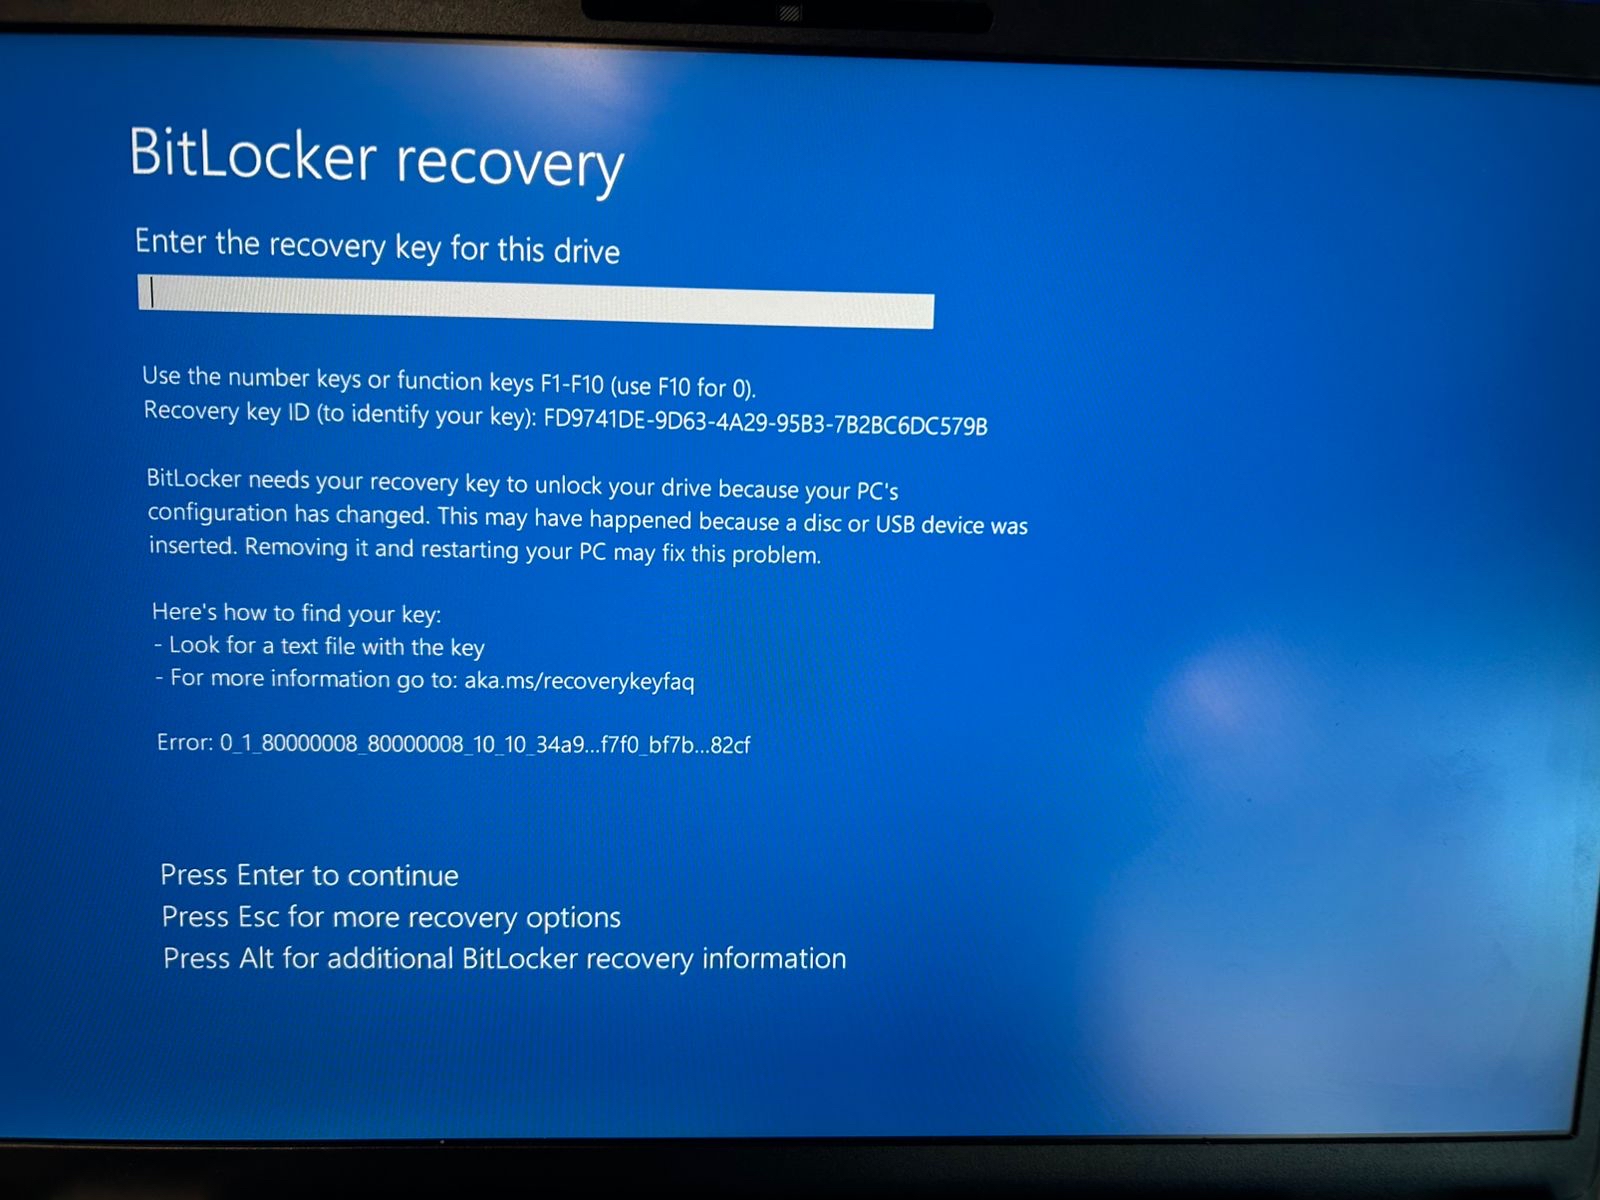 BitLocker recovery
Enter the recovery key for this drive
Use the number keys or function keys F1-F10 (use F10 for 0).
Recovery key ID (to identify your key): FD9741DE-9D63-4A29-95B3-7B2BC6DC579B
BitLocker needs your recovery key to unlock your drive because your PC's
configuration has changed. This may have happened because a disc or USB device was
inserted. Removing it and restarting your PC may fix this problem.
Here's how to find your key:
- Look for a text file with the key
- For more information go to: aka.ms/recoverykeyfaq
Error: 0_1_80000008_80000008_10_10_34a9...f7f0_bf7b...82cf
Press Enter to continue
Press Esc for more recovery options
Press Alt for additional BitLocker recovery information